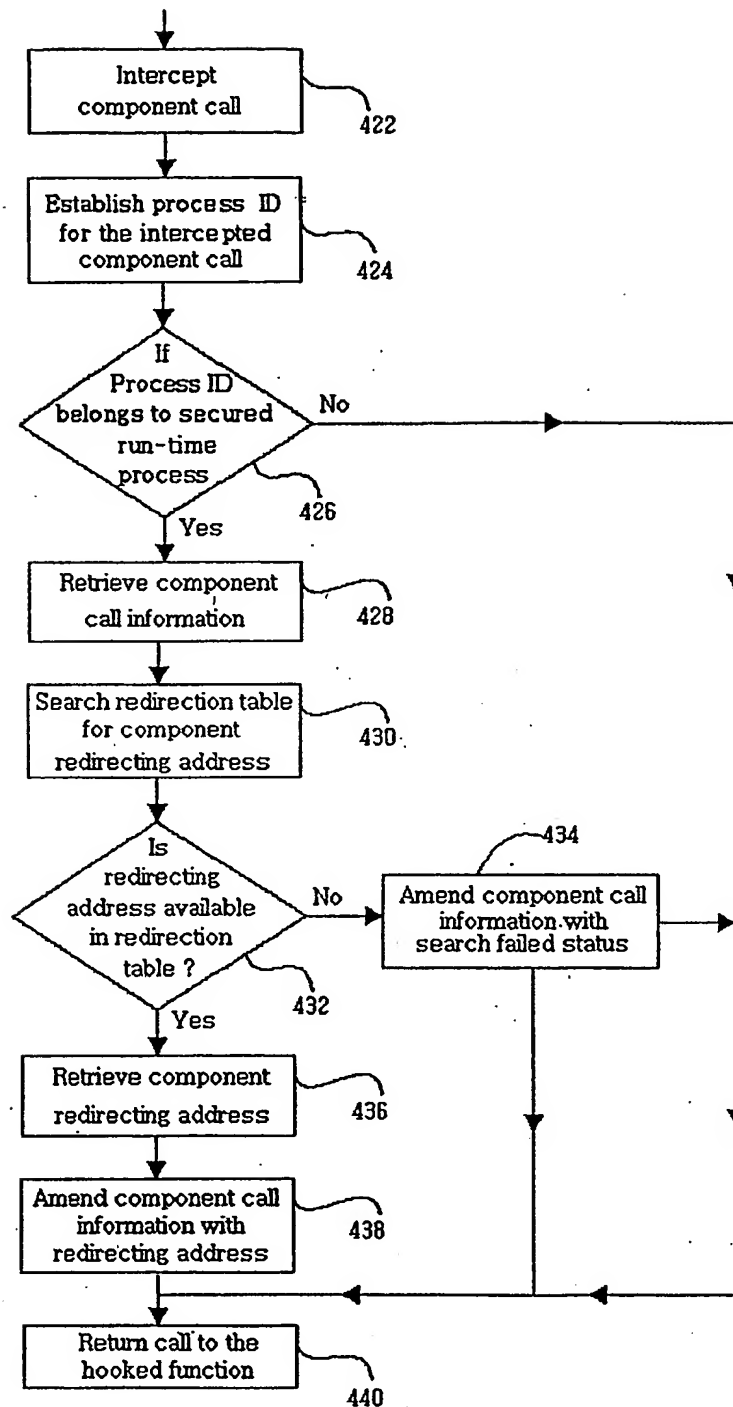 Intercept
component call
422
Establish process ID
for the intercepted
component call
424
If
Process ID
belongs to secured
run-time
process
No
426
Yes
Retrieve component
call information
428
Search redirection table
for component
redirecting address
430
Is
redirecting
address available
in redirection
table ?
No
432
434
Amend component call
information with
search failed status
Yes
Retrieve component
redirecting address
436
Amend component call
information with
redirecting address
438
Return call to the
hooked function
440